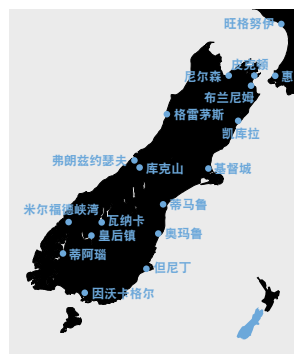 旺格努伊
皮克顿
尼尔森
惠
布兰尼姆
格雷茅斯
凯库拉
弗朗兹约瑟夫
库克山
基督城
米尔福德峡湾
蒂马鲁
瓦纳卡
皇后镇
奥玛鲁
蒂阿瑙
但尼丁
因沃卡格尔